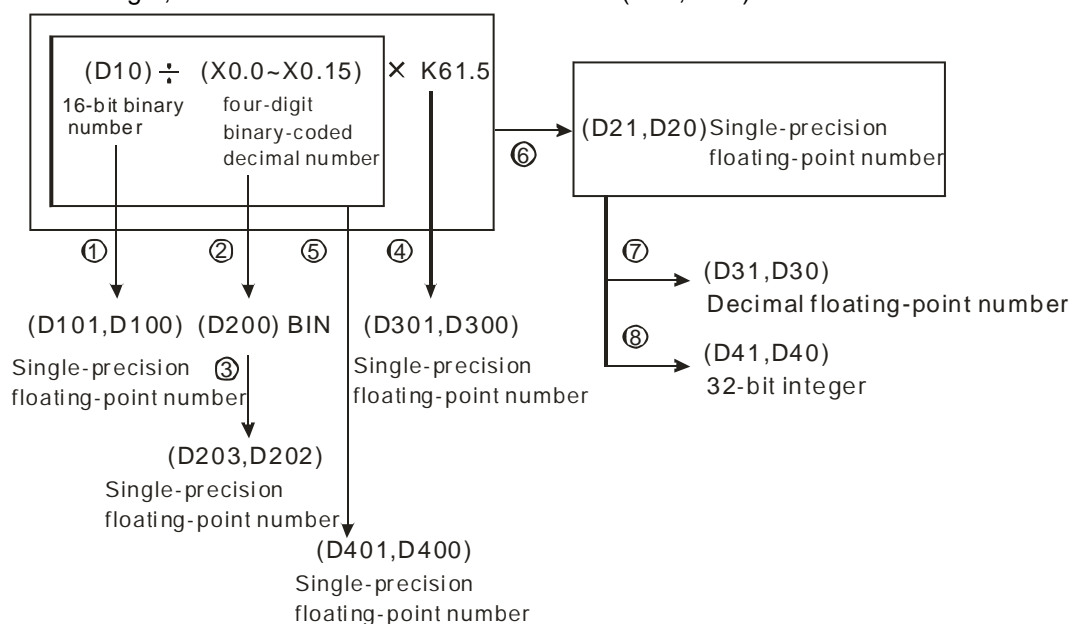 (D10) ÷ (X0.0~X0.15) × K61.5
16-bit binary number
four-digit
binary-coded
decimal number
⑥
(D21,D20) Single-precision
floating-point number
① ② ⑤ ④
⑦
(D31,D30)
Decimal floating-point number
⑧
(D41,D40)
32-bit integer
(D101,D100) (D200) BIN (D301,D300)
Single-precision
floating-point number
③
Single-precision
floating-point number
(D203,D202)
Single-precision
floating-point number
(D401,D400)
Single-precision
floating-point number